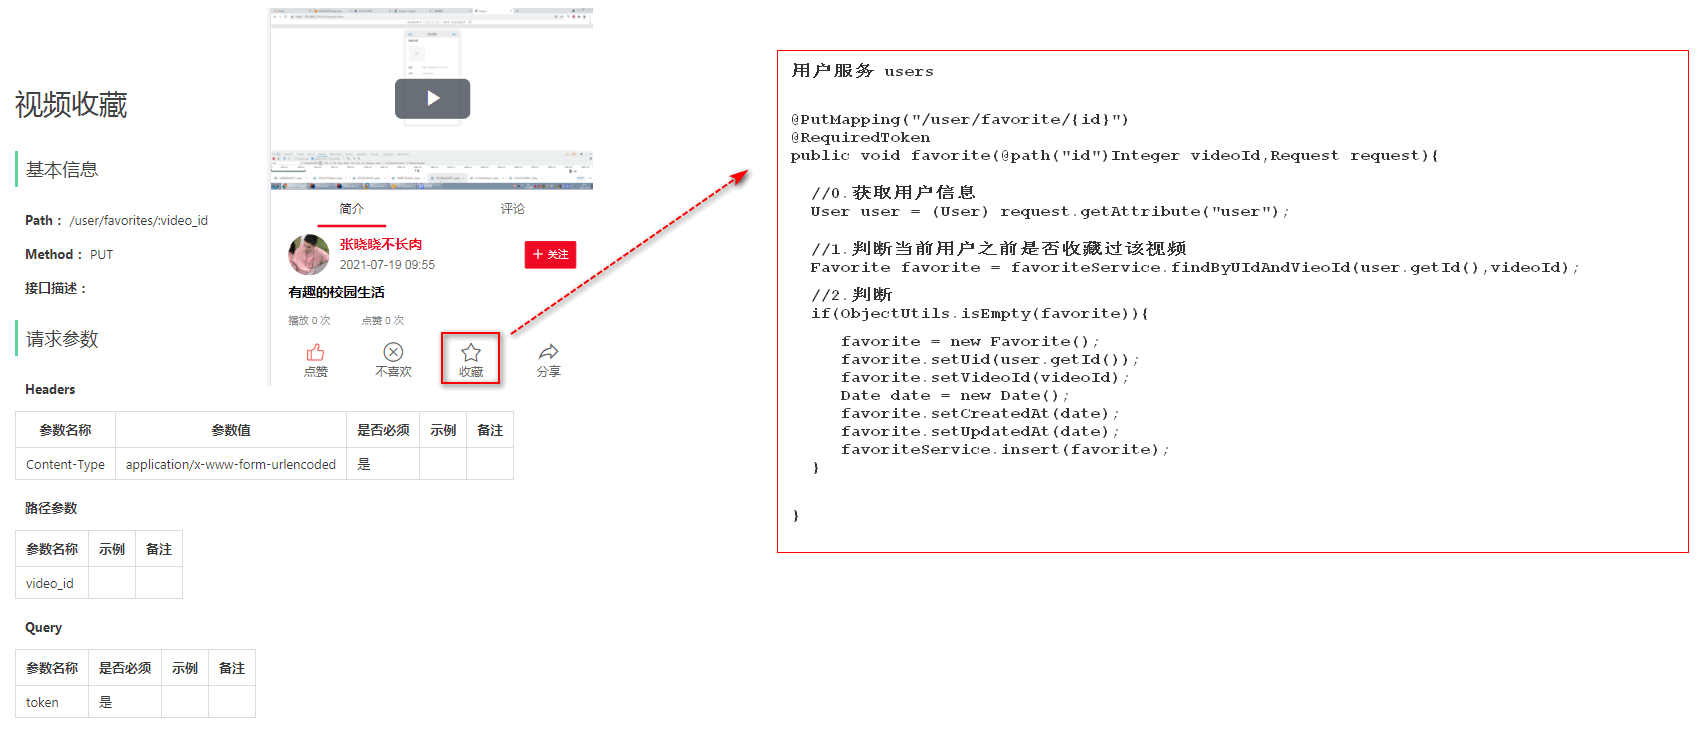 视频收藏
基本信息
Path： /user/favorites/:video_id
Method： PUT
接口描述：
请求参数
Headers
参数名称 参数值 是否必须 示例 备注
Content-Type application/x-www-form-urlencoded 是
路径参数
参数名称 示例 备注
video_id
Query
参数名称 是否必须 示例 备注
token 是
简介 评论
张晓晓不长肉
2021-07-19 09:55
+ 关注
有趣的校园生活
播放 0 次 点赞 0 次
点赞 不喜欢 收藏 分享
用户服务 users
@PutMapping("/user/favorite/{id}")
@RequiredToken
public void favorite(@path("id")Integer videoId,Request request){
//0.获取用户信息
User user = (User) request.getAttribute("user");
//1.判断当前用户之前是否收藏过该视频
Favorite favorite = favoriteService.findByUIdAndVieoId(user.getId(),videoId);
//2.判断
if(ObjectUtils.isEmpty(favorite)){
favorite = new Favorite();
favorite.setUid(user.getId());
favorite.setVideoId(videoId);
Date date = new Date();
favorite.setCreatedAt(date);
favorite.setUpdatedAt(date);
favoriteService.insert(favorite);
}
}